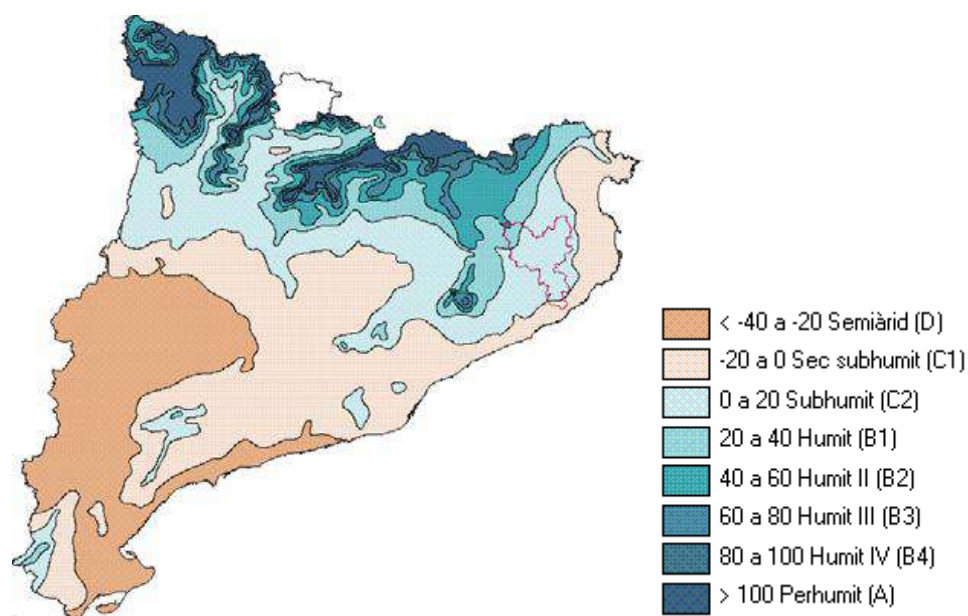 < -40 a -20 Semiàrid (D)
-20 a 0 Sec subhumit (C1)
0 a 20 Subhumit (C2)
20 a 40 Humit (B1)
40 a 60 Humit II (B2)
60 a 80 Humit III (B3)
80 a 100 Humit IV (B4)
> 100 Perhumit (A)